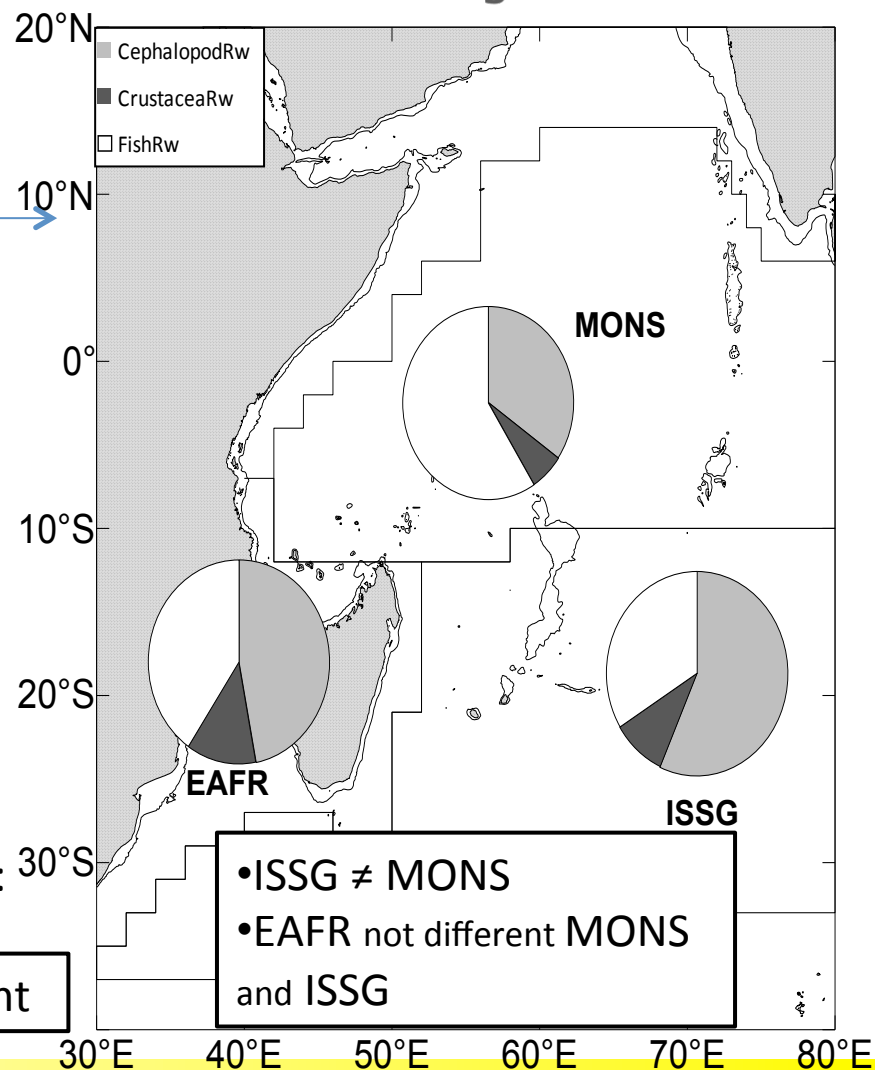 20°N
CephalopodRw
CrustaceaRw
FishRw
10°N
MONS
0°
10°S
20°S
EAFR
ISSG
30°S
:
•ISSG ≠ MONS
•EAFR not different MONS
and ISSG
nt
30°E 40°E 50°E 60°E 70°E 80°E